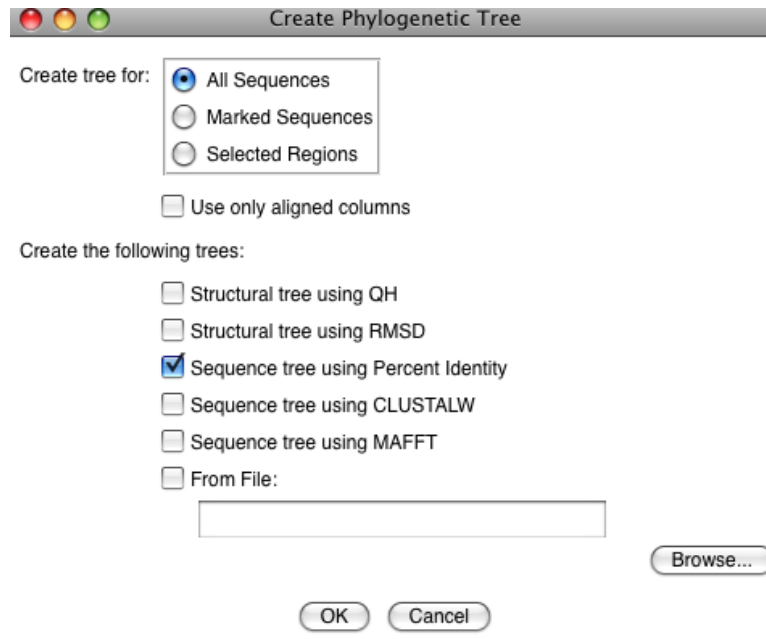 Create Phylogenetic Tree
Create tree for:
All Sequences
Marked Sequences
Selected Regions
Use only aligned columns
Create the following trees:
Structural tree using QH
Structural tree using RMSD
Sequence tree using Percent Identity
Sequence tree using CLUSTALW
Sequence tree using MAFFT
From File:
Browse...
OK Cancel